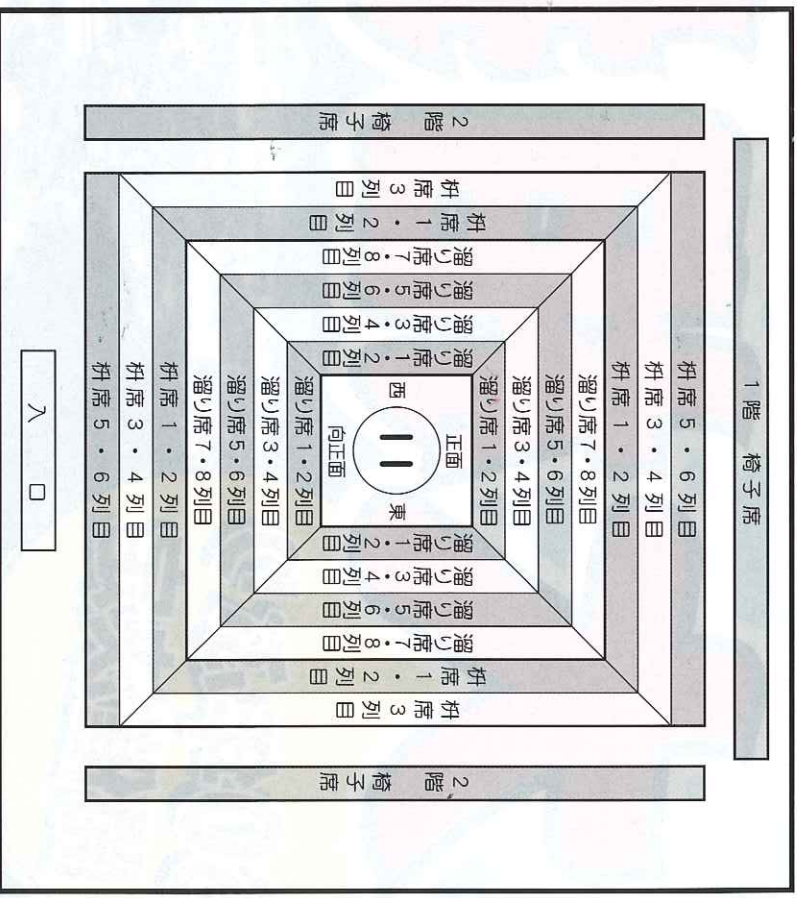 2階 椅子席
1階 椅子席
枡席3列目
枡席1・2列目
溜り席7・8列目
溜り席5・6列目
溜り席3・4列目
溜り席1・2列目
枡席5・6列目
枡席3・4列目
枡席1・2列目
溜り席7・8列目
溜り席5・6列目
溜り席3・4列目
溜り席1・2列目
正面
西
東
向正面
溜り席1・2列目
溜り席3・4列目
溜り席5・6列目
溜り席7・8列目
枡席1・2列目
枡席3・4列目
枡席5・6列目
入口
溜り席1・2列目
溜り席3・4列目
溜り席5・6列目
溜り席7・8列目
枡席1・2列目
枡席3列目
2階 椅子席